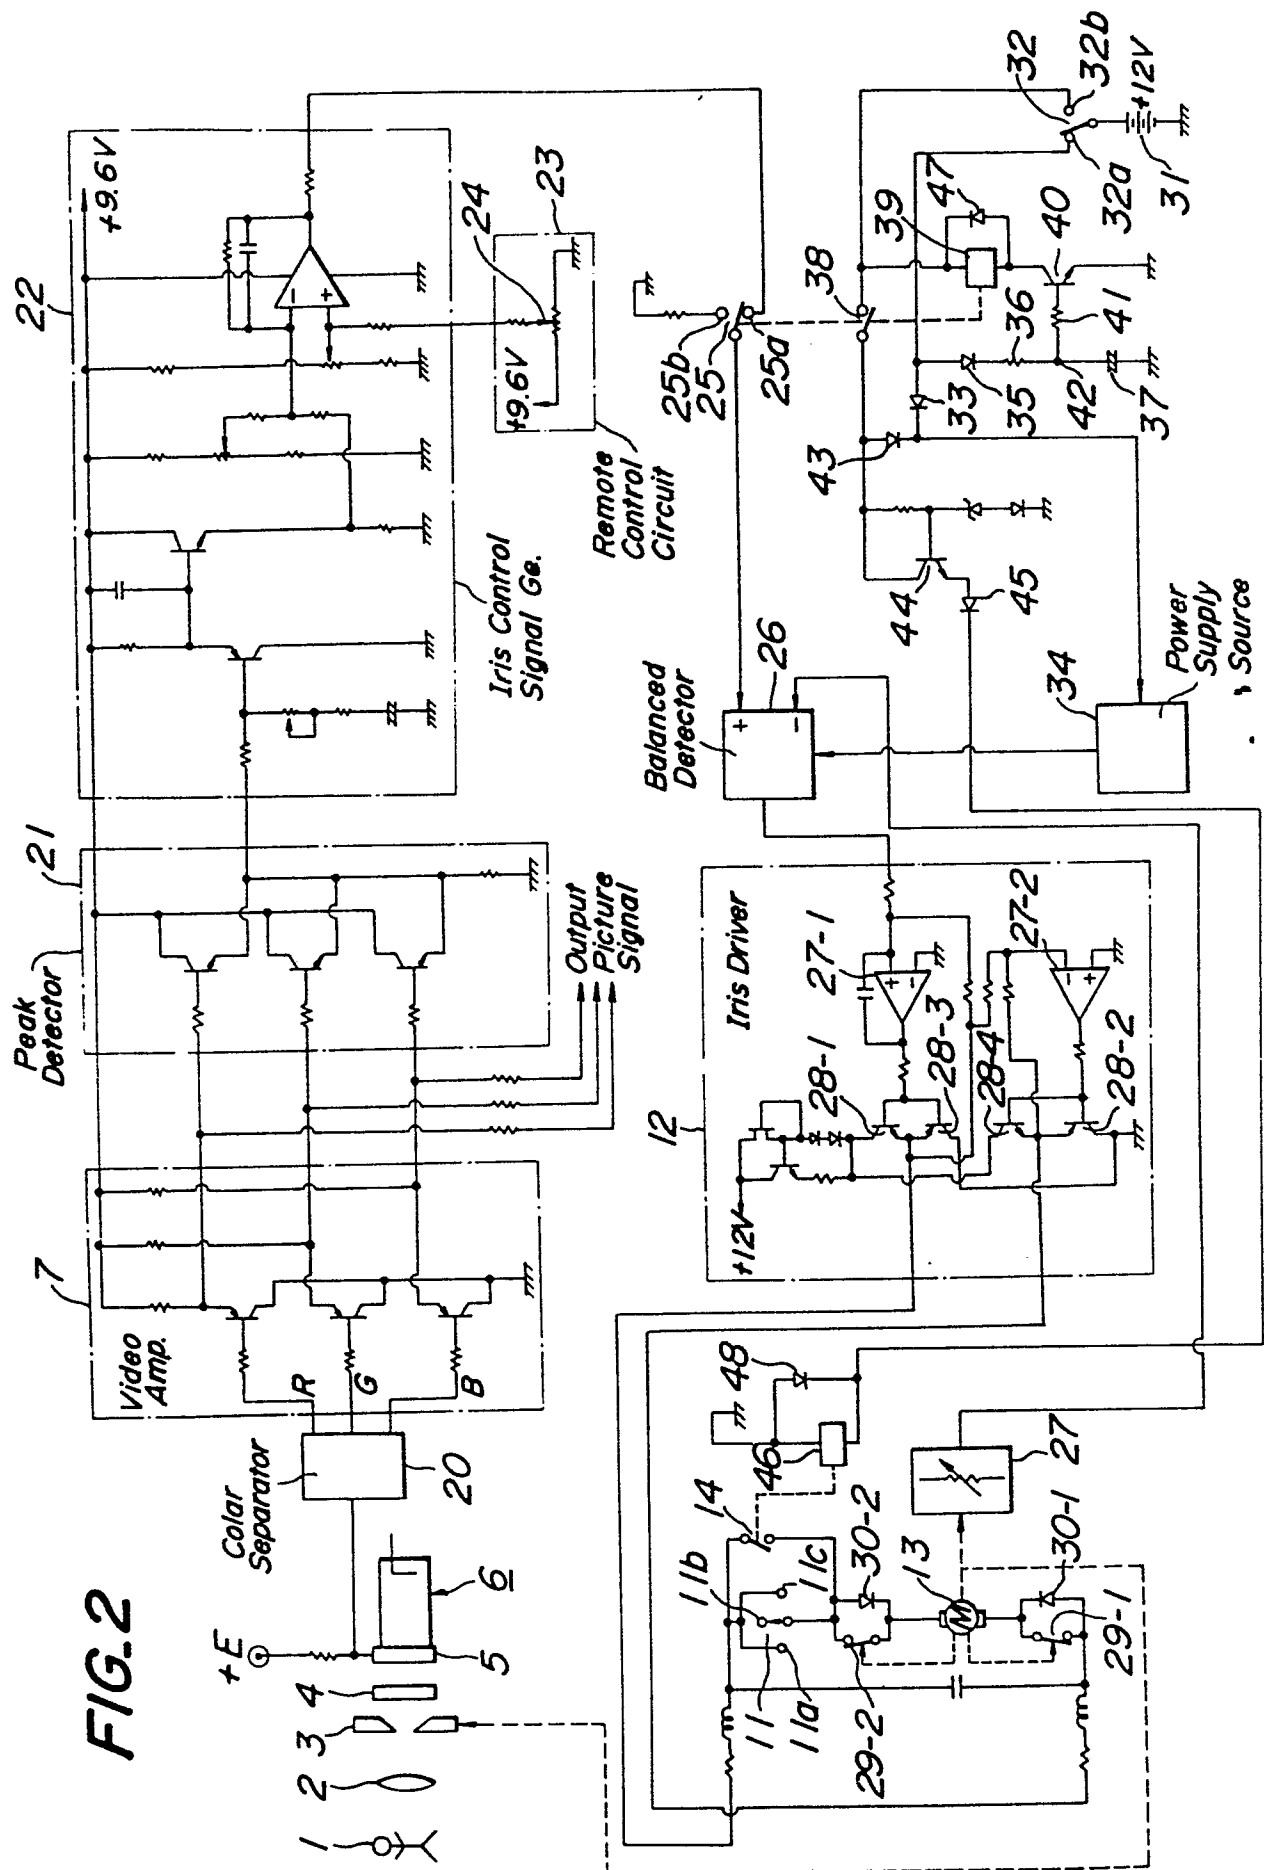 FIG_2
1
2
3
4
5
6
+E
Colar
Separator
20
R
G
B
Video
Amp.
7
Peak
Detector
21
Output
Picture
Signal
22
+9.6V
Iris Control
Signal Ge.
Remote
Control
Circuit
+9.6V
24
23
25b
25
25a
38
Balanced
Detector
26
+
-
-
+
43
33
35
36
42
37
39
47
40
41
32
32b
32a
+12V
31
44
45
34
Power
Supply
Source
12
Iris Driver
+12V
27-1
+
-
27-2
-
+
28-1
28-3
28-4
28-2
48
46
14
11b
11c
11
11a
29-2
30-2
13
M
27
30-1
29-1